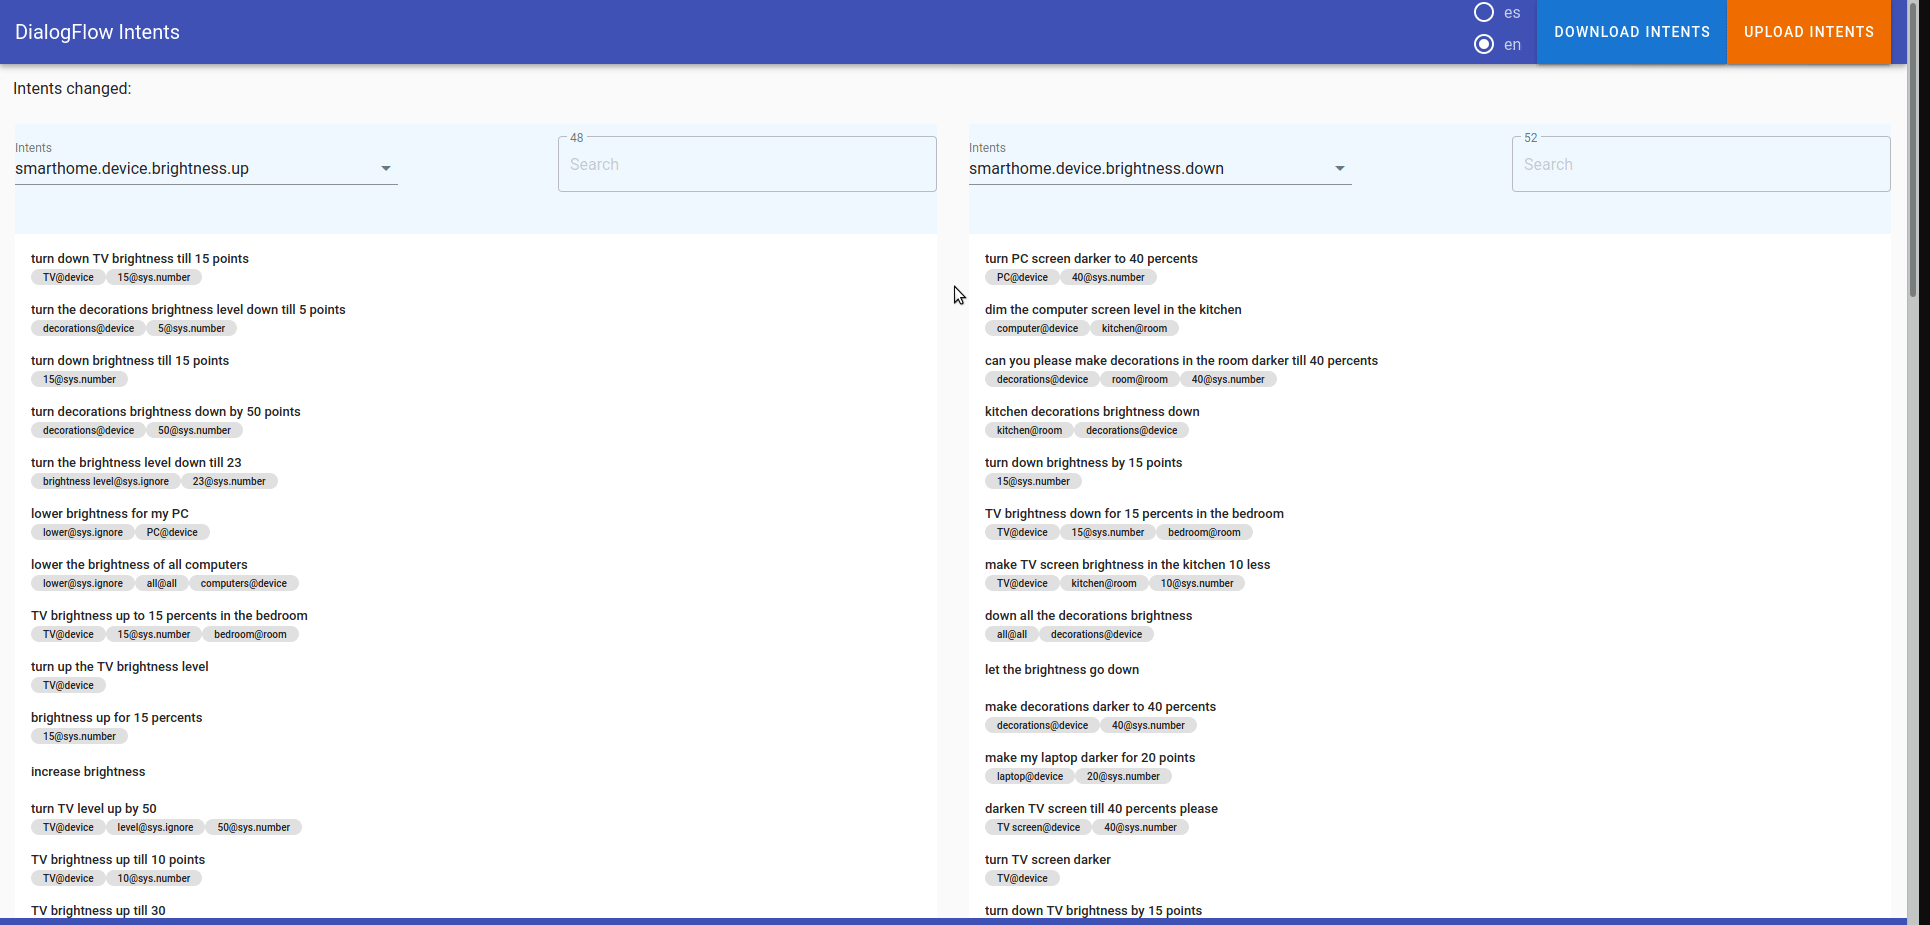 DialogFlow Intents
es
en
DOWNLOAD INTENTS
UPLOAD INTENTS
Intents changed:
Intents
smarthome.device.brightness.up
48
Search
turn down TV brightness till 15 points
TV@device 15@sys.number
turn the decorations brightness level down till 5 points
decorations@device 5@sys.number
turn down brightness till 15 points
15@sys.number
turn decorations brightness down by 50 points
decorations@device 50@sys.number
turn the brightness level down till 23
brightness level@sys.ignore 23@sys.number
lower brightness for my PC
lower@sys.ignore PC@device
lower the brightness of all computers
lower@sys.ignore all@all computers@device
TV brightness up to 15 percents in the bedroom
TV@device 15@sys.number bedroom@room
turn up the TV brightness level
TV@device
brightness up for 15 percents
15@sys.number
increase brightness
turn TV level up by 50
TV@device level@sys.ignore 50@sys.number
TV brightness up till 10 points
TV@device 10@sys.number
TV brightness up till 30
Intents
smarthome.device.brightness.down
52
Search
turn PC screen darker to 40 percents
PC@device 40@sys.number
dim the computer screen level in the kitchen
computer@device kitchen@room
can you please make decorations in the room darker till 40 percents
decorations@device room@room 40@sys.number
kitchen decorations brightness down
kitchen@room decorations@device
turn down brightness by 15 points
15@sys.number
TV brightness down for 15 percents in the bedroom
TV@device 15@sys.number bedroom@room
make TV screen brightness in the kitchen 10 less
TV@device kitchen@room 10@sys.number
down all the decorations brightness
all@all decorations@device
let the brightness go down
make decorations darker to 40 percents
decorations@device 40@sys.number
make my laptop darker for 20 points
laptop@device 20@sys.number
darken TV screen till 40 percents please
TV screen@device 40@sys.number
turn TV screen darker
TV@device
turn down TV brightness by 15 points